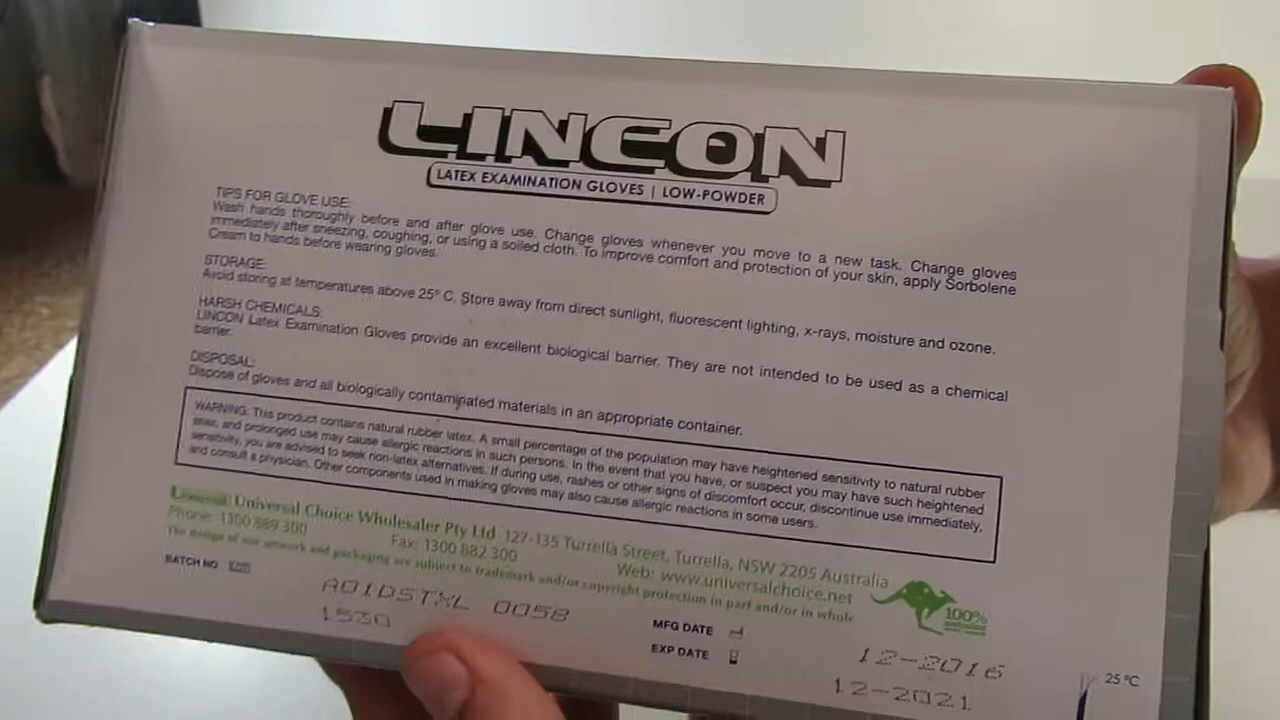 LINCON
LATEX EXAMINATION GLOVES | LOW-POWDER
TIPS FOR GLOVE USE:
Wash hands thoroughly before and after glove use. Change gloves whenever you move to a new task. Change gloves
immediately after sneezing, coughing, or using a soiled cloth. To improve comfort and protection of your skin, apply Sorbolene
Cream to hands before wearing gloves.
STORAGE:
Avoid storing at temperatures above 25° C. Store away from direct sunlight, fluorescent lighting, x-rays, moisture and ozone.
HARSH CHEMICALS:
LINCON Latex Examination Gloves provide an excellent biological barrier. They are not intended to be used as a chemical
barrier.
DISPOSAL:
Dispose of gloves and all biologically contaminated materials in an appropriate container.
WARNING: This product contains natural rubber latex. A small percentage of the population may have heightened sensitivity to natural rubber
latex, and prolonged use may cause allergic reactions in such persons. In the event that you have, or suspect you may have such heightened
sensitivity, you are advised to seek non-latex alternatives. If during use, rashes or other signs of discomfort occur, discontinue use immediately,
and consult a physician. Other components used in making gloves may also cause allergic reactions in some users.
Universal Choice Wholesaler Pty Ltd 127-135 Turrella Street, Turrella, NSW 2205 Australia
Phone: 1300 889 300 Fax: 1300 882 300 Web: www.universalchoice.net
The design of our artwork and packaging are subject to trademark and/or copyright protection in part and/or in whole
100%
BATCH NO
A01DSTXL 0058
1530
MFG DATE 12-2016
EXP DATE 12-2021
25 °C